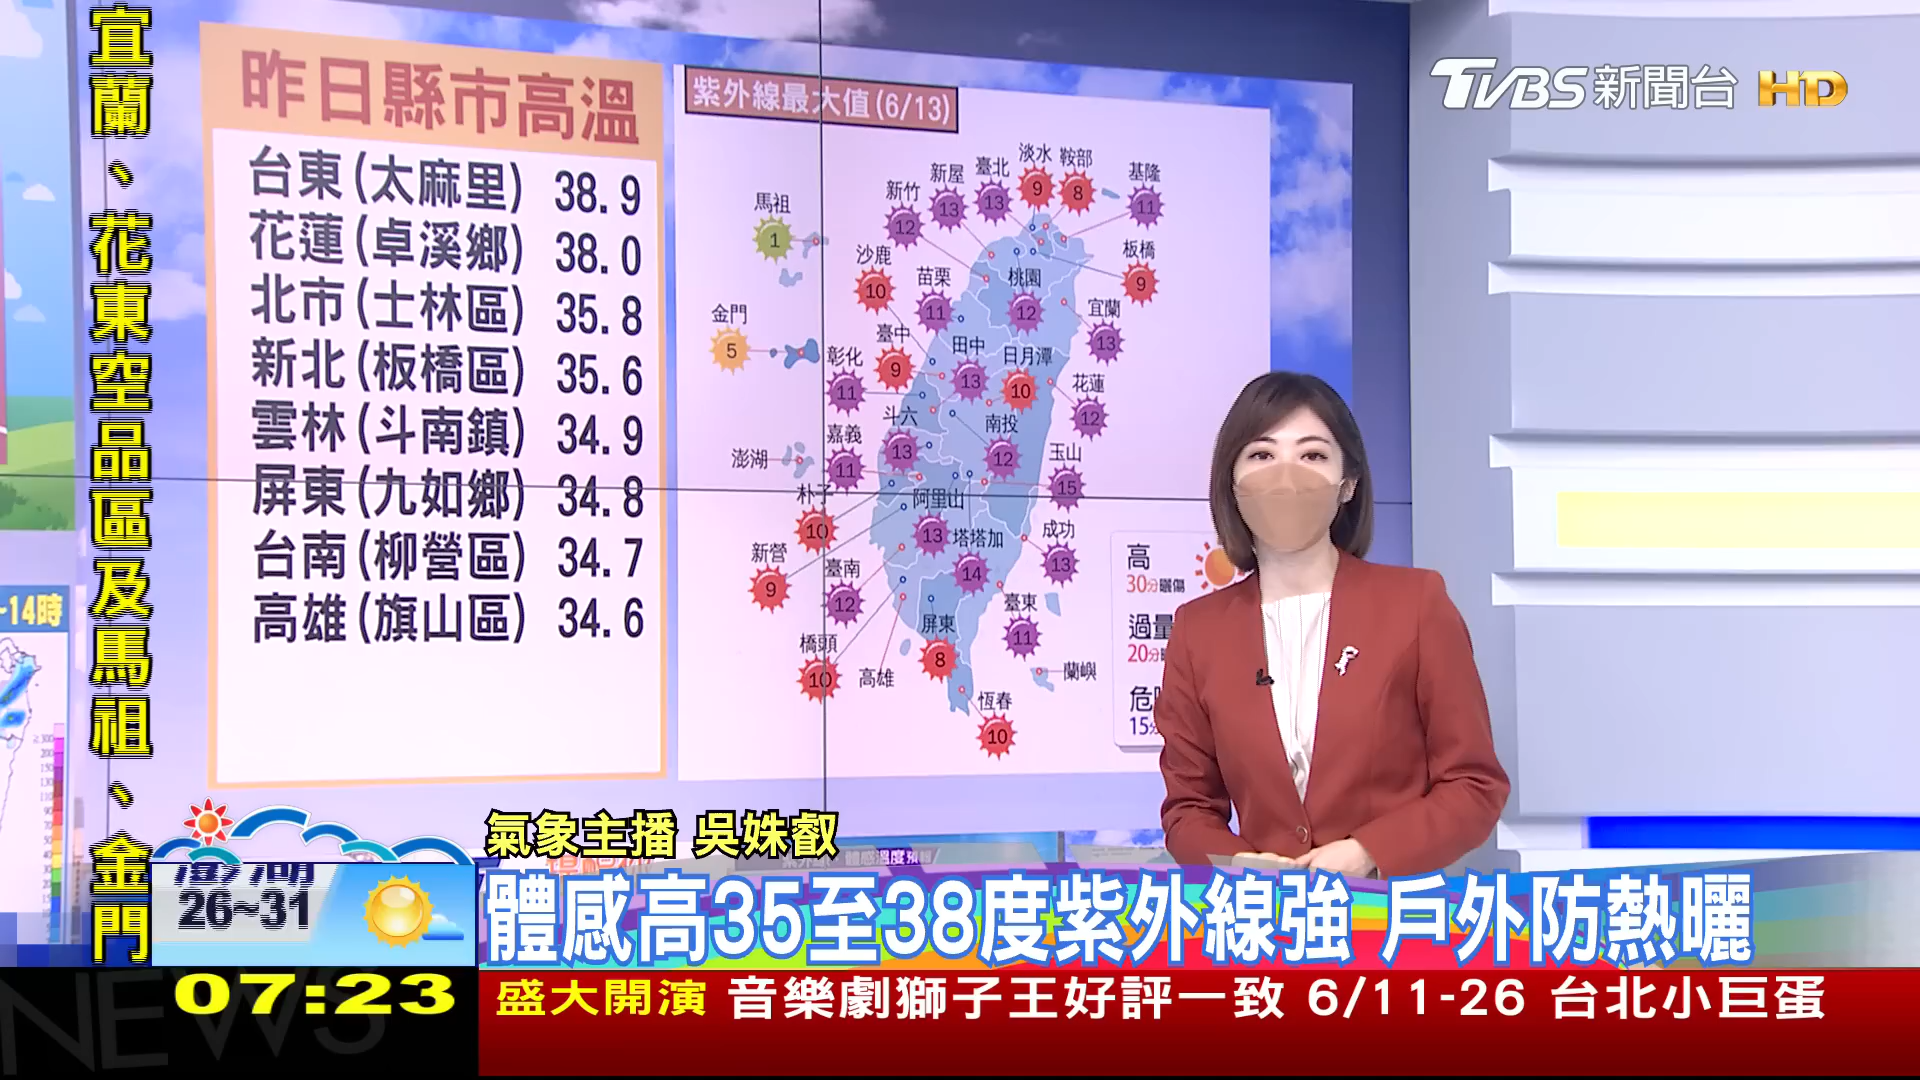 宜蘭、花東空品區及馬祖、金門
TVBS新聞台 HD
昨日縣市高溫
台東(太麻里) 38.9
花蓮(卓溪鄉) 38.0
北市(士林區) 35.8
新北(板橋區) 35.6
雲林(斗南鎮) 34.9
屏東(九如鄉) 34.8
台南(柳營區) 34.7
高雄(旗山區) 34.6
紫外線最大值(6/13)
淡水 9
鞍部 8
臺北 13
新屋 13
新竹 12
基隆 11
馬祖 1
沙鹿 10
苗栗 11
桃園 12
板橋 9
宜蘭 13
金門 5
臺中 9
彰化 11
田中 13
日月潭 10
花蓮 12
斗六 13
嘉義 11
南投 12
玉山 15
澎湖
朴子 10
阿里山 13
塔塔加 14
成功 13
新營 9
臺南 12
臺東 11
屏東 8
橋頭 10
高雄
蘭嶼
恆春 10
高
30分曬傷
過量
20分
危
15分
~14時
氣象主播 吳姝叡
澎湖
26~31
體感高35至38度紫外線強 戶外防熱曬
07:23
盛大開演 音樂劇獅子王好評一致 6/11-26 台北小巨蛋
NEWS